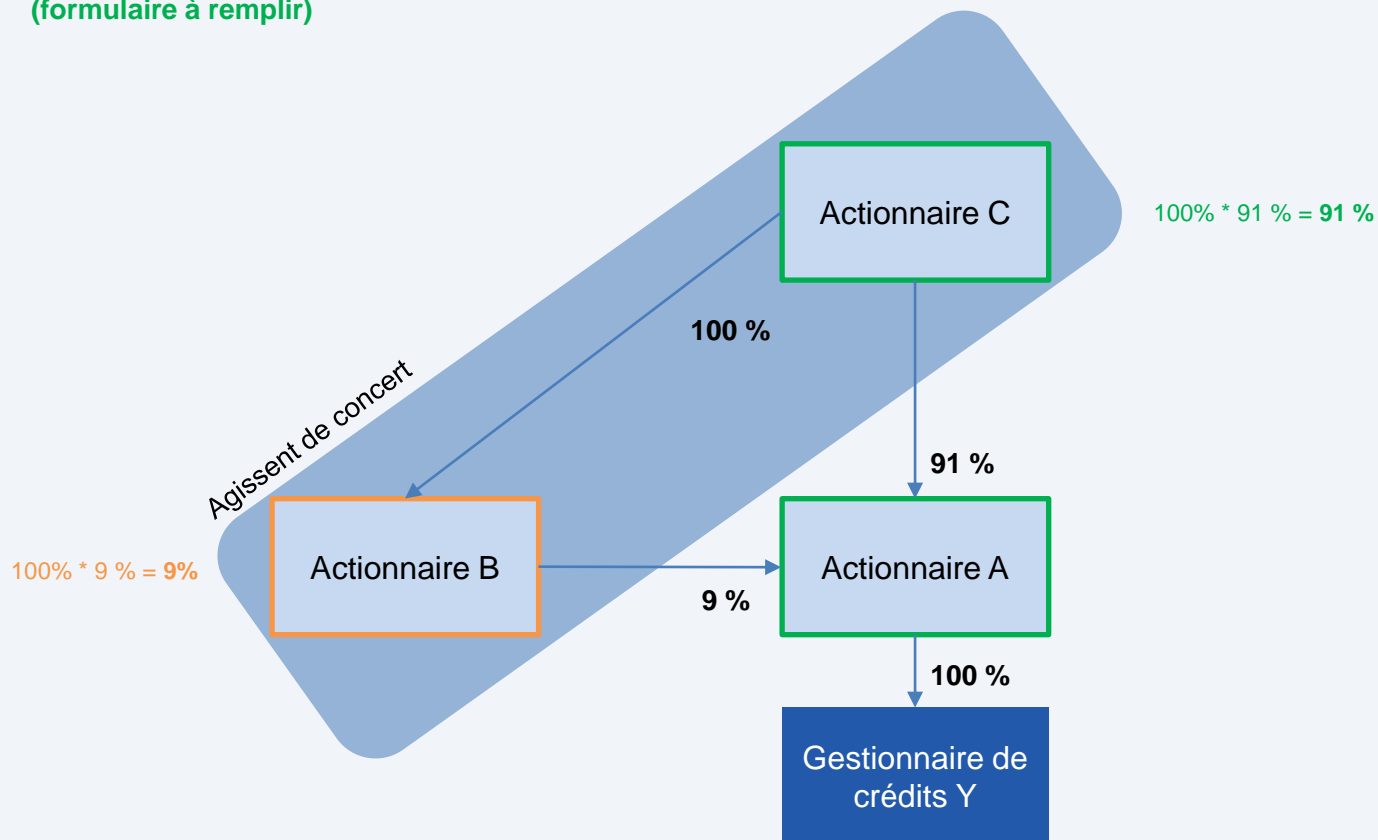 (formulaire à remplir)
Actionnaire C
100% * 91 % = 91 %
100 %
Agissent de concert
91 %
100% * 9 % = 9%
Actionnaire B
9 %
Actionnaire A
100 %
Gestionnaire de
crédits Y